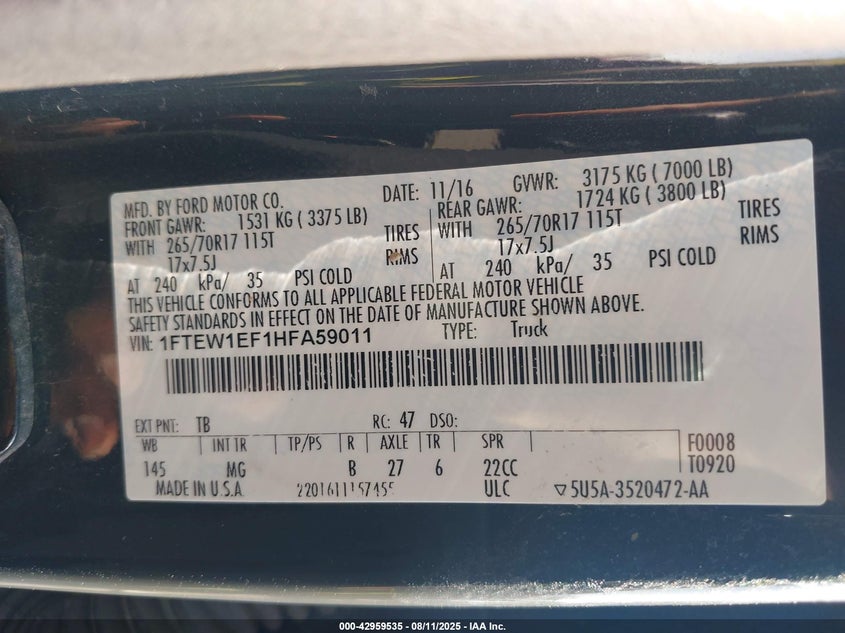 MFD. BY FORD MOTOR CO. DATE: 11/16 GVWR: 3175 KG ( 7000 LB)
FRONT GAWR: 1531 KG ( 3375 LB) REAR GAWR: 1724 KG ( 3800 LB)
WITH 265/70R17 115T TIRES WITH 265/70R17 115T TIRES
17x7.5J RIMS 17x7.5J RIMS
AT 240 kPa/ 35 PSI COLD AT 240 kPa/ 35 PSI COLD
THIS VEHICLE CONFORMS TO ALL APPLICABLE FEDERAL MOTOR VEHICLE
SAFETY STANDARDS IN EFFECT ON THE DATE OF MANUFACTURE SHOWN ABOVE.
VIN: 1FTEW1EF1HFA59011 TYPE: Truck
EXT PNT: TB RC: 47 DSO:
WB INT TR TP/PS R AXLE TR SPR F0008
145 MG B 27 6 22CC T0920
MADE IN U.S.A. ULC ▽5U5A-3520472-AA
000-42959535 - 08/11/2025 - IAA Inc.